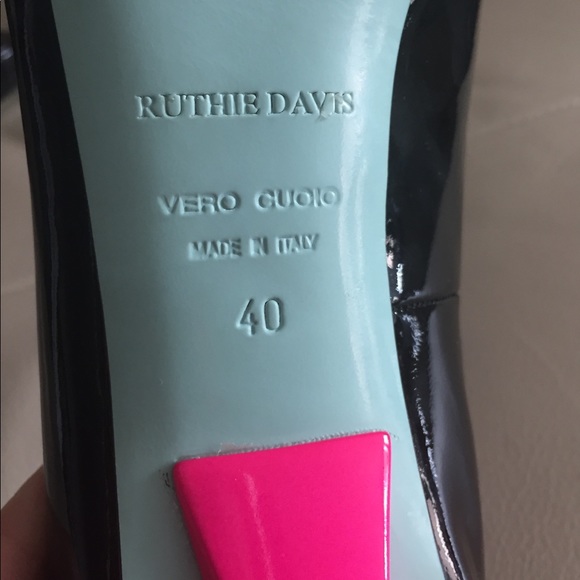 RUTHIE DAVIS
VERO CUOIO
MADE IN ITALY
40